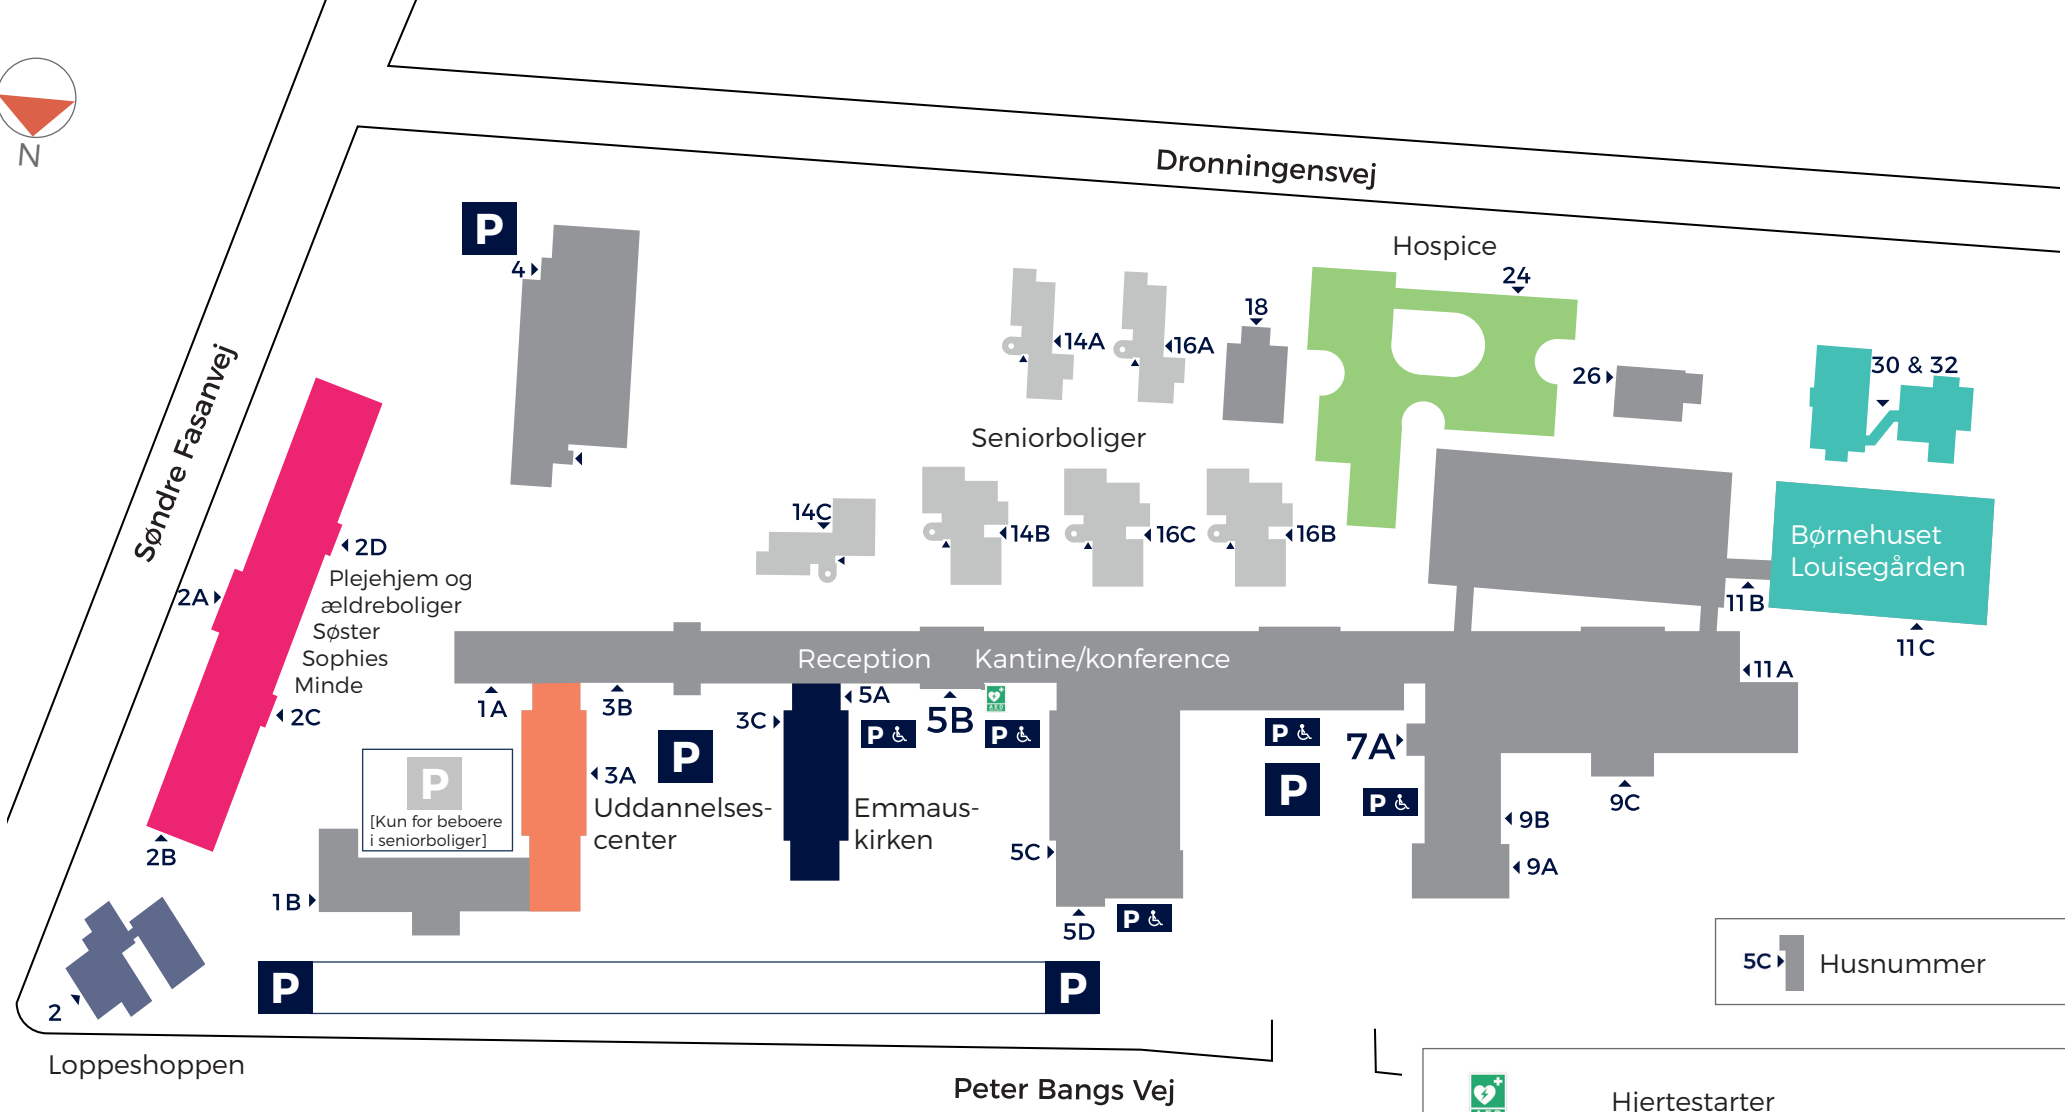 N
Dronningensvej
Søndre Fasanvej
P
4
Hospice
24
18
14A
16A
26
30 & 32
Seniorboliger
14C
14B
16C
16B
Børnehuset
Louisegården
11B
11C
11A
2D
2A
Plejehjem og
ældreboliger
Søster
Sophies
Minde
2C
2B
Reception
Kantine/konference
1A
3B
3C
5A
5B
AED
P
P
P
P
7A
P
P
9C
9B
9A
P
[Kun for beboere
i seniorboliger]
3A
Uddannelses-
center
Emmaus-
kirken
5C
5D
P
1B
2
P
P
Loppeshoppen
Peter Bangs Vej
5C
Husnummer
Hjertestarter